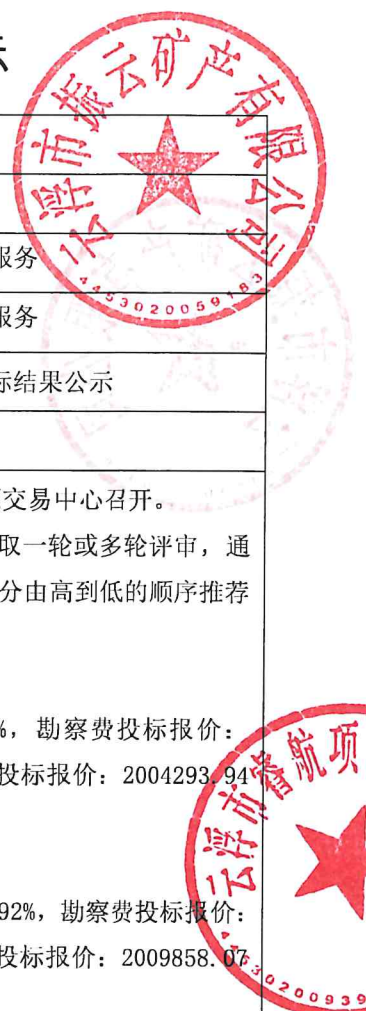 云浮市振云矿产有限公司
4453020059183
服务
服务
标结果公示
交易中心召开。
取一轮或多轮评审，通
分由高到低的顺序推荐
%，勘察费投标报价：
投标报价：2004293.94
云浮市
航项
92%，勘察费投标报价：
投标报价：2009858.07